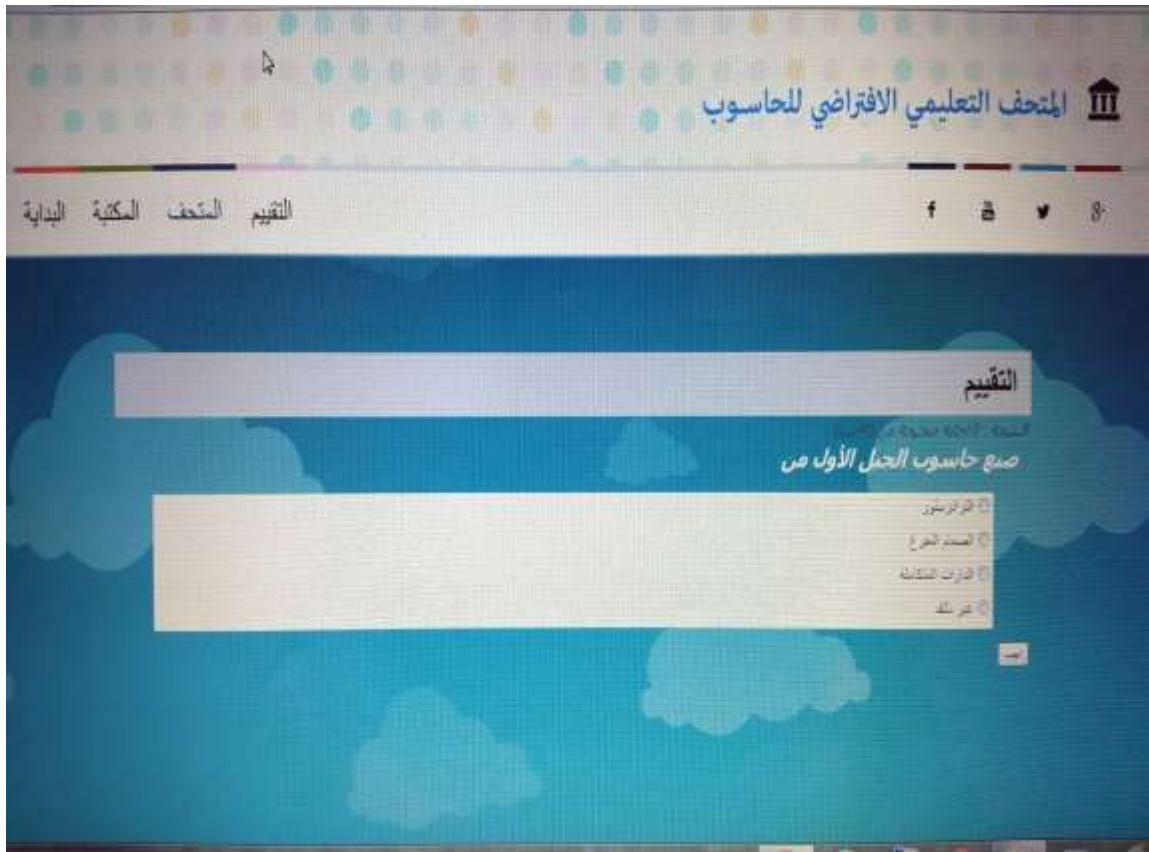 المتحف التعليمي الافتراضي للحاسوب
التقييم المتحف المكتبة البداية
التقييم
صنع حاسوب الجيل الأول من
الترانزستور
الصمام المفرغ
الدارات المتكاملة
غير ذلك